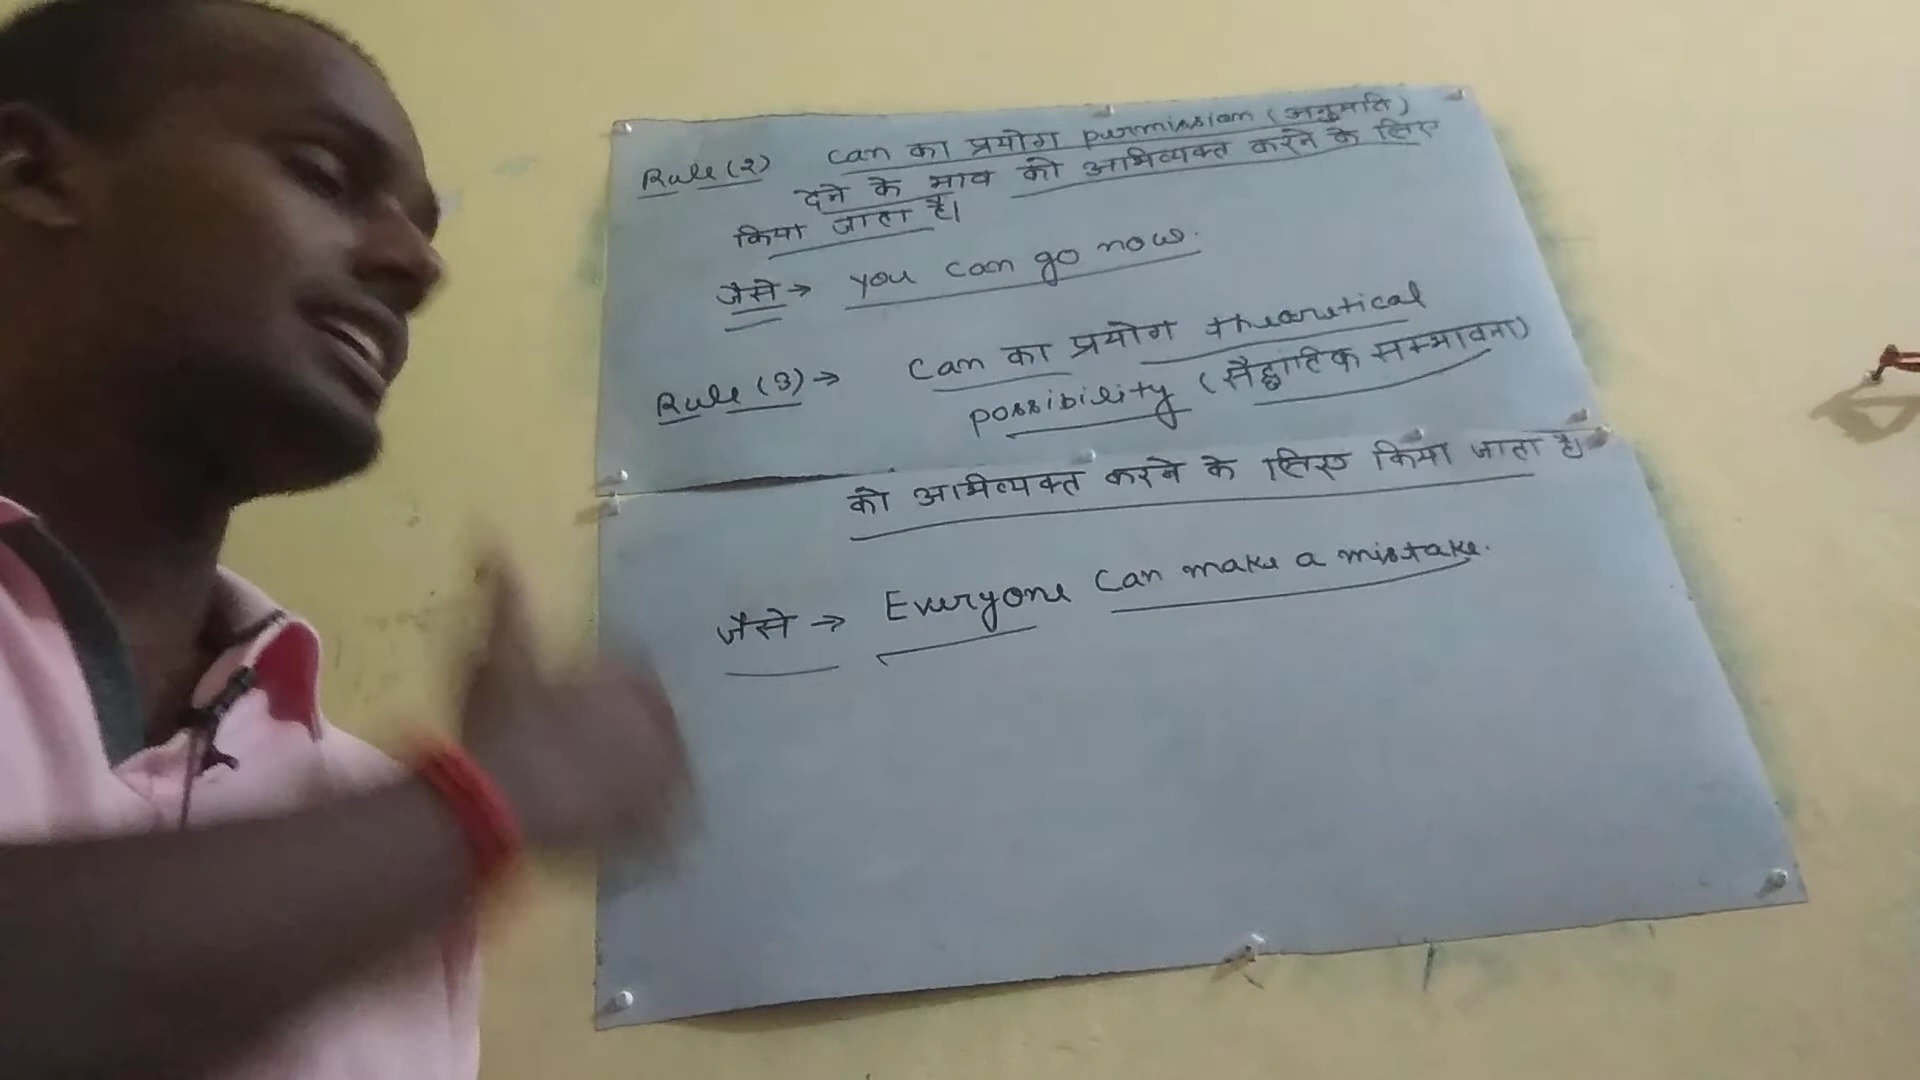 Rule (2) can का प्रयोग purmission (अनुमति)
देने के भाव को अभिव्यक्त करने के लिए
किया जाता है।
जैसे → you can go now.
Rule (3) → Can का प्रयोग theoretical
possibility (सैद्धांतिक सम्भावना)
को अभिव्यक्त करने के लिए किया जाता है।
जैसे → Everyone can make a mistake.